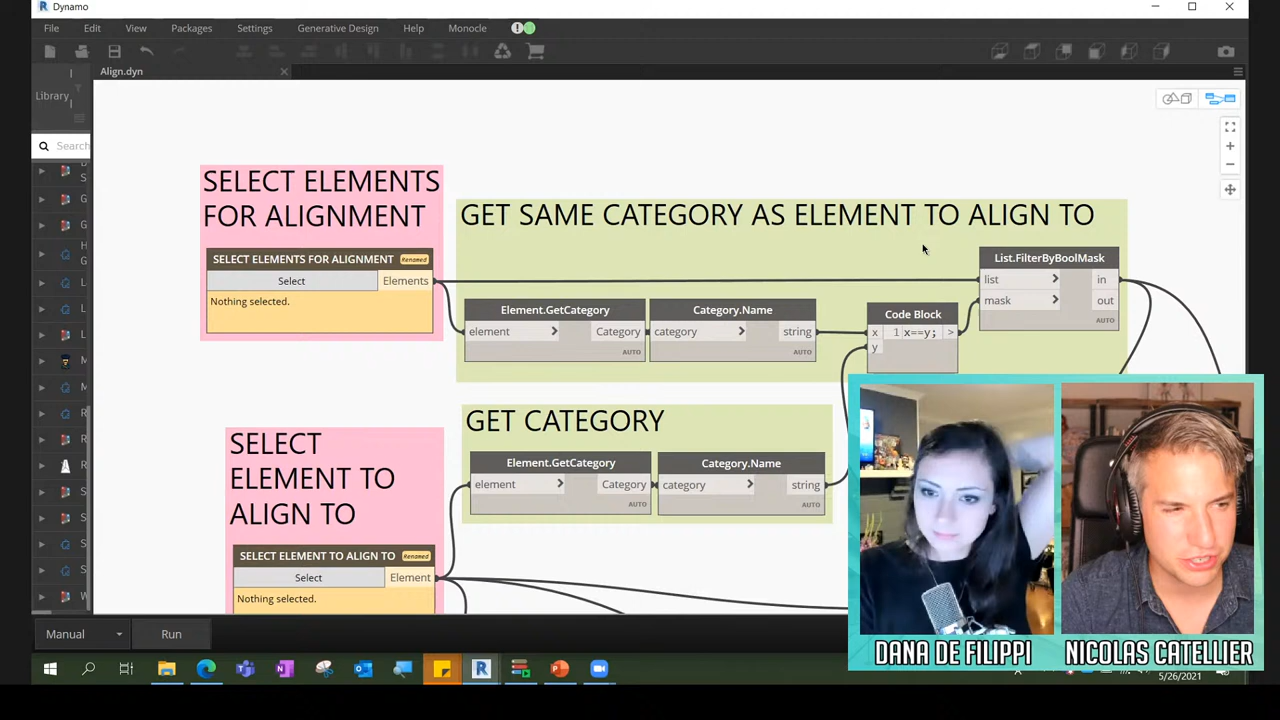 Dynamo
File Edit View Packages Settings Generative Design Help Monocle
Align.dyn
Library
Search
SELECT ELEMENTS
FOR ALIGNMENT
SELECT ELEMENTS FOR ALIGNMENT Renamed
Select Elements
Nothing selected.
GET SAME CATEGORY AS ELEMENT TO ALIGN TO
Element.GetCategory
element > Category
AUTO
Category.Name
category > string
AUTO
Code Block
x 1 x==y; >
y
List.FilterByBoolMask
list > in
mask > out
AUTO
GET CATEGORY
Element.GetCategory
element > Category
AUTO
Category.Name
category > string
AUTO
SELECT
ELEMENT TO
ALIGN TO
SELECT ELEMENT TO ALIGN TO Renamed
Select Element
Nothing selected.
Manual Run
DANA DE FILIPPI NICOLAS CATELLIER
5/26/2021